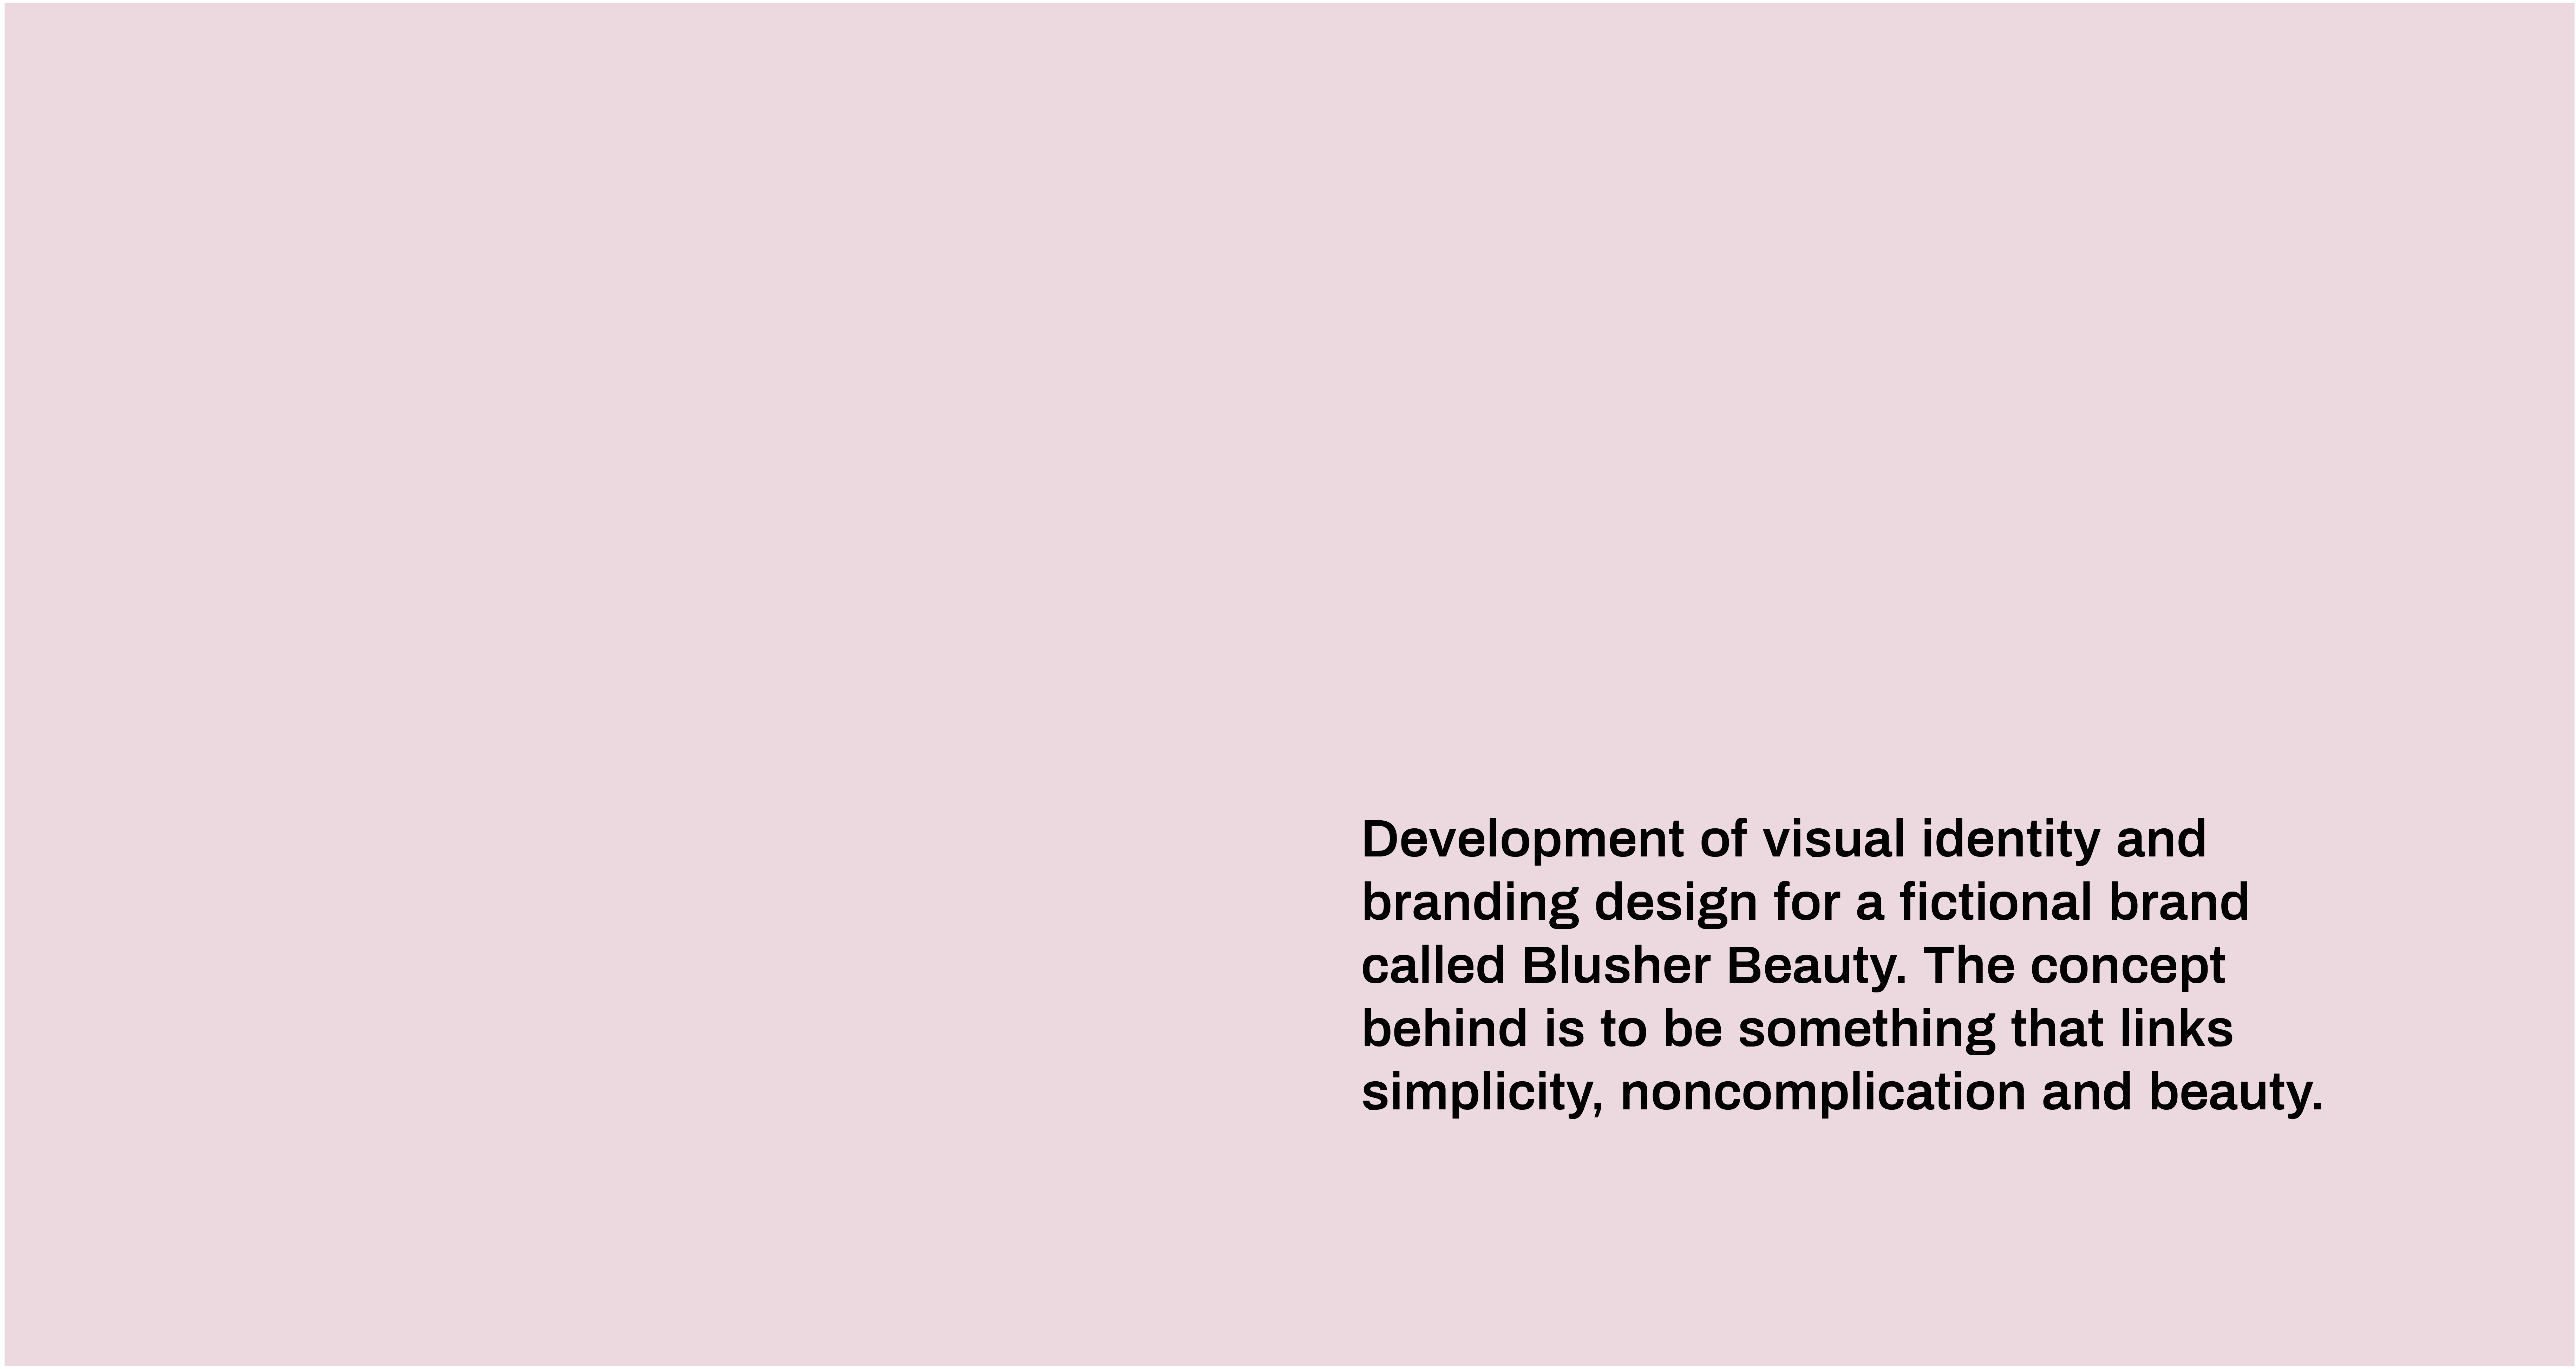 Development of visual identity and
branding design for a fictional brand
called Blusher Beauty. The concept
behind is to be something that links
simplicity, noncomplication and beauty.